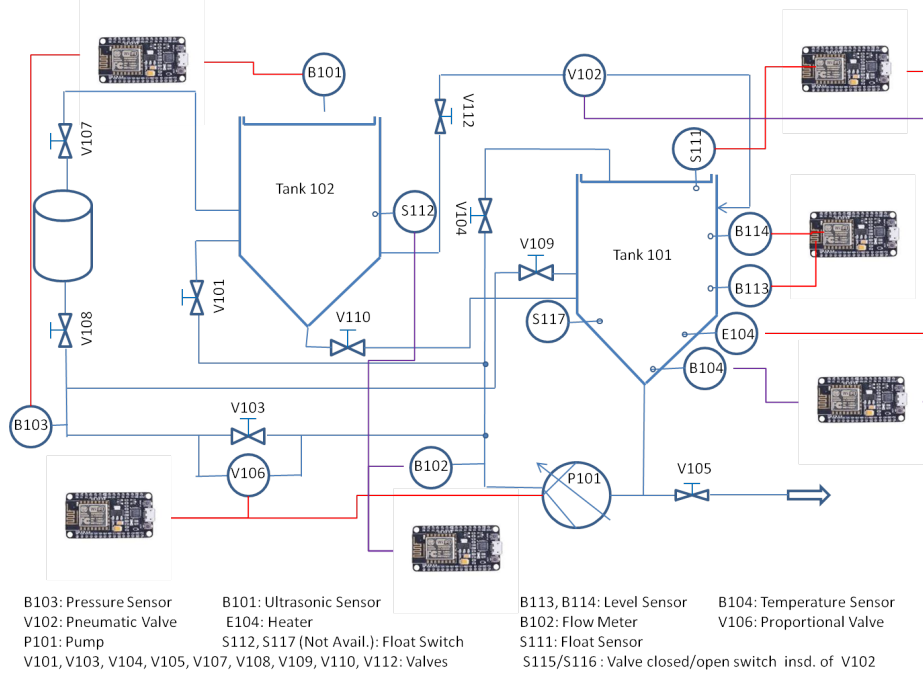 B101
V102
V107
V112
S111
Tank 102
S112
V104
B114
Tank 101
V109
B113
V101
V110
S117
E104
V108
B104
V103
B103
V106
B102
P101
V105
B103: Pressure Sensor
B101: Ultrasonic Sensor
B113, B114: Level Sensor
B104: Temperature Sensor
V102: Pneumatic Valve
E104: Heater
B102: Flow Meter
V106: Proportional Valve
P101: Pump
S112, S117 (Not Avail.): Float Switch
S111: Float Sensor
V101, V103, V104, V105, V107, V108, V109, V110, V112: Valves
S115/S116 : Valve closed/open switch insd. of V102